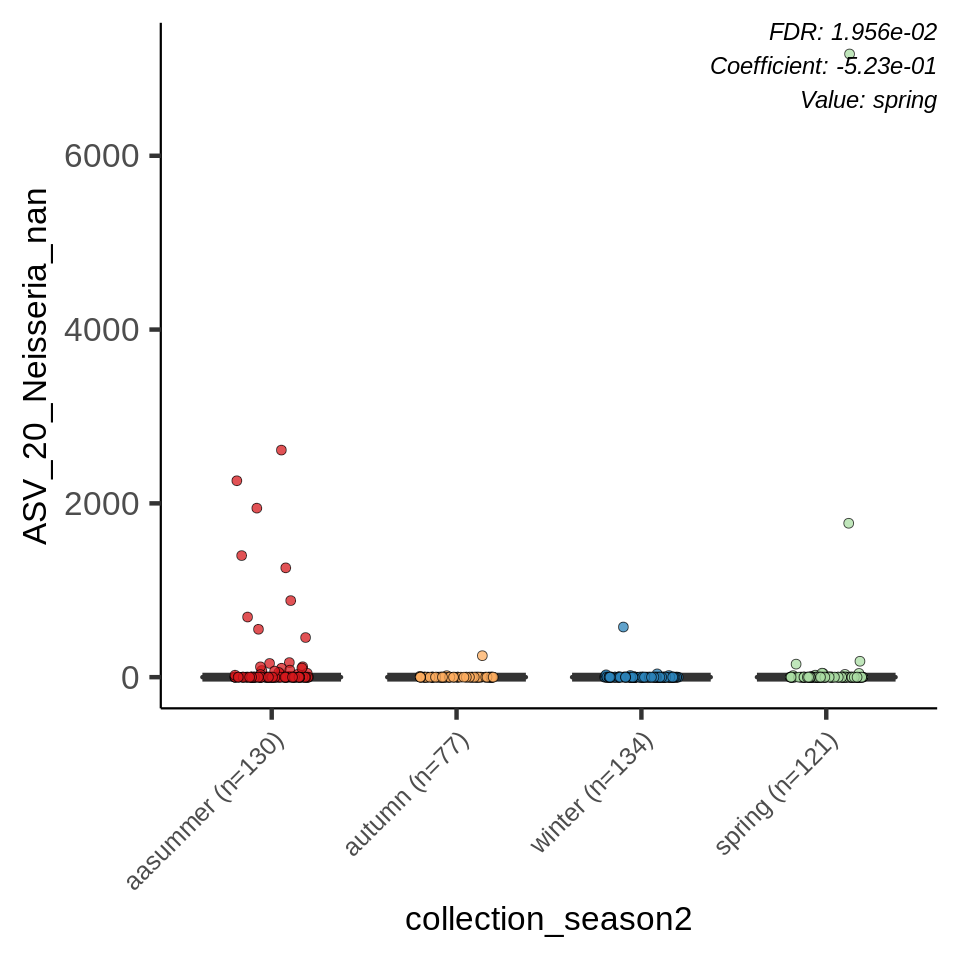 FDR: 1.956e-02
Coefficient: -5.23e-01
Value: spring
ASV_20_Neisseria_nan
6000
4000
2000
0
aasummer (n=130)
autumn (n=77)
winter (n=134)
spring (n=121)
collection_season2